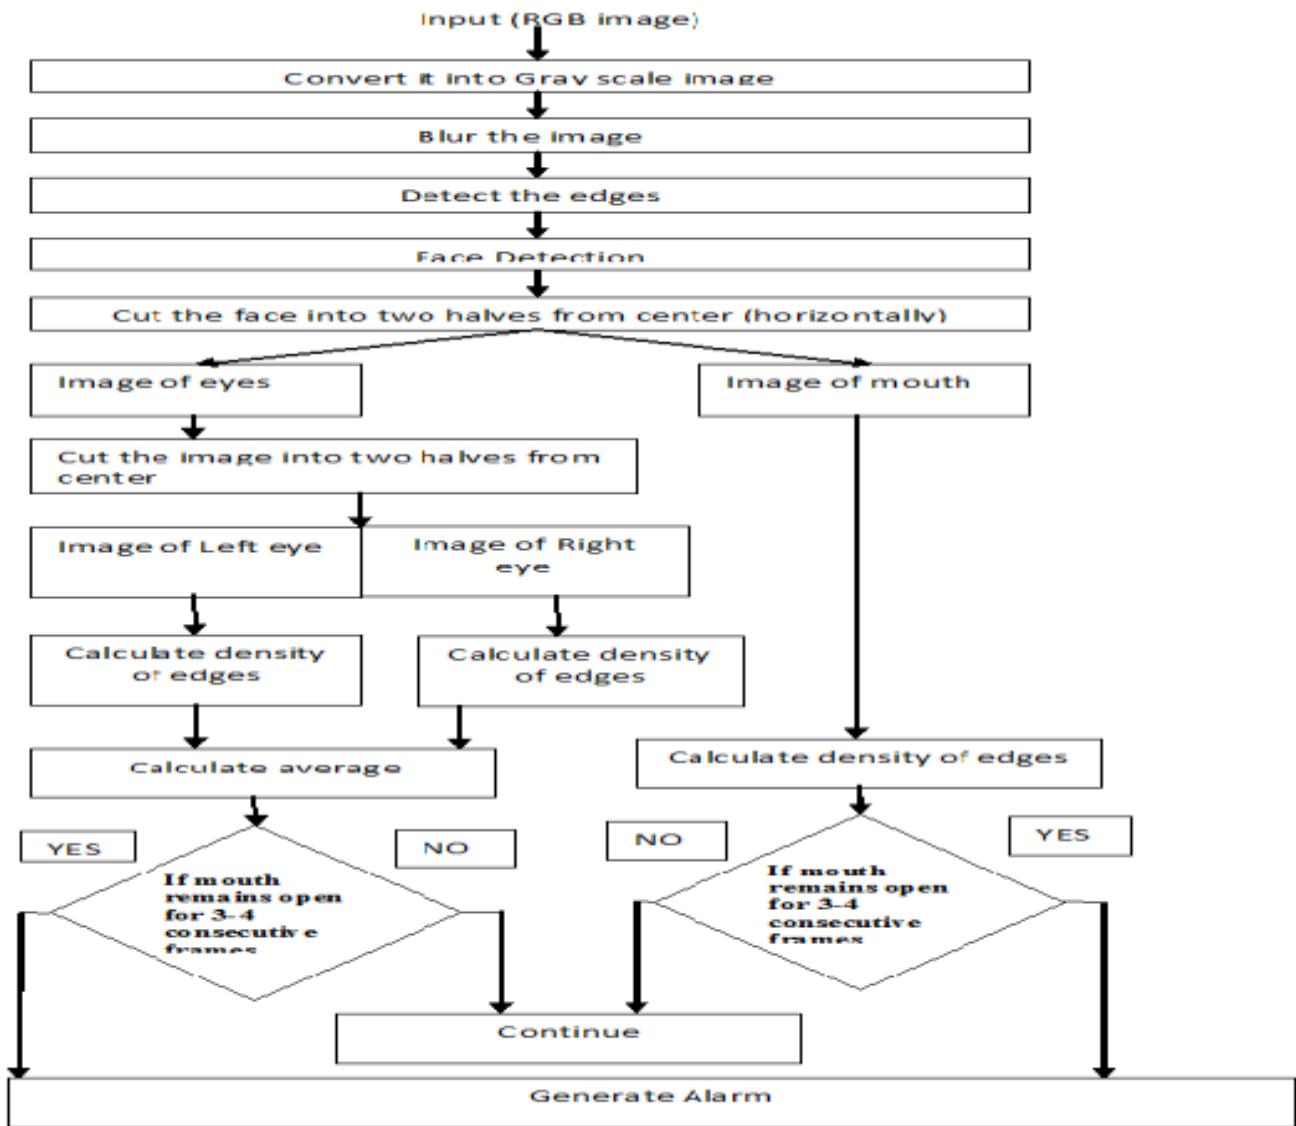 Input (RGB image)
Convert it into Gray scale image
Blur the image
Detect the edges
Face Detection
Cut the face into two halves from center (horizontally)
Image of eyes
Image of mouth
Cut the image into two halves from
center
Image of Left eye
Image of Right
eye
Calculate density
of edges
Calculate density
of edges
Calculate average
Calculate density of edges
YES
NO
NO
YES
If mouth
remains open
for 3-4
consecutive
frames
If mouth
remains open
for 3-4
consecutive
frames
Continue
Generate Alarm